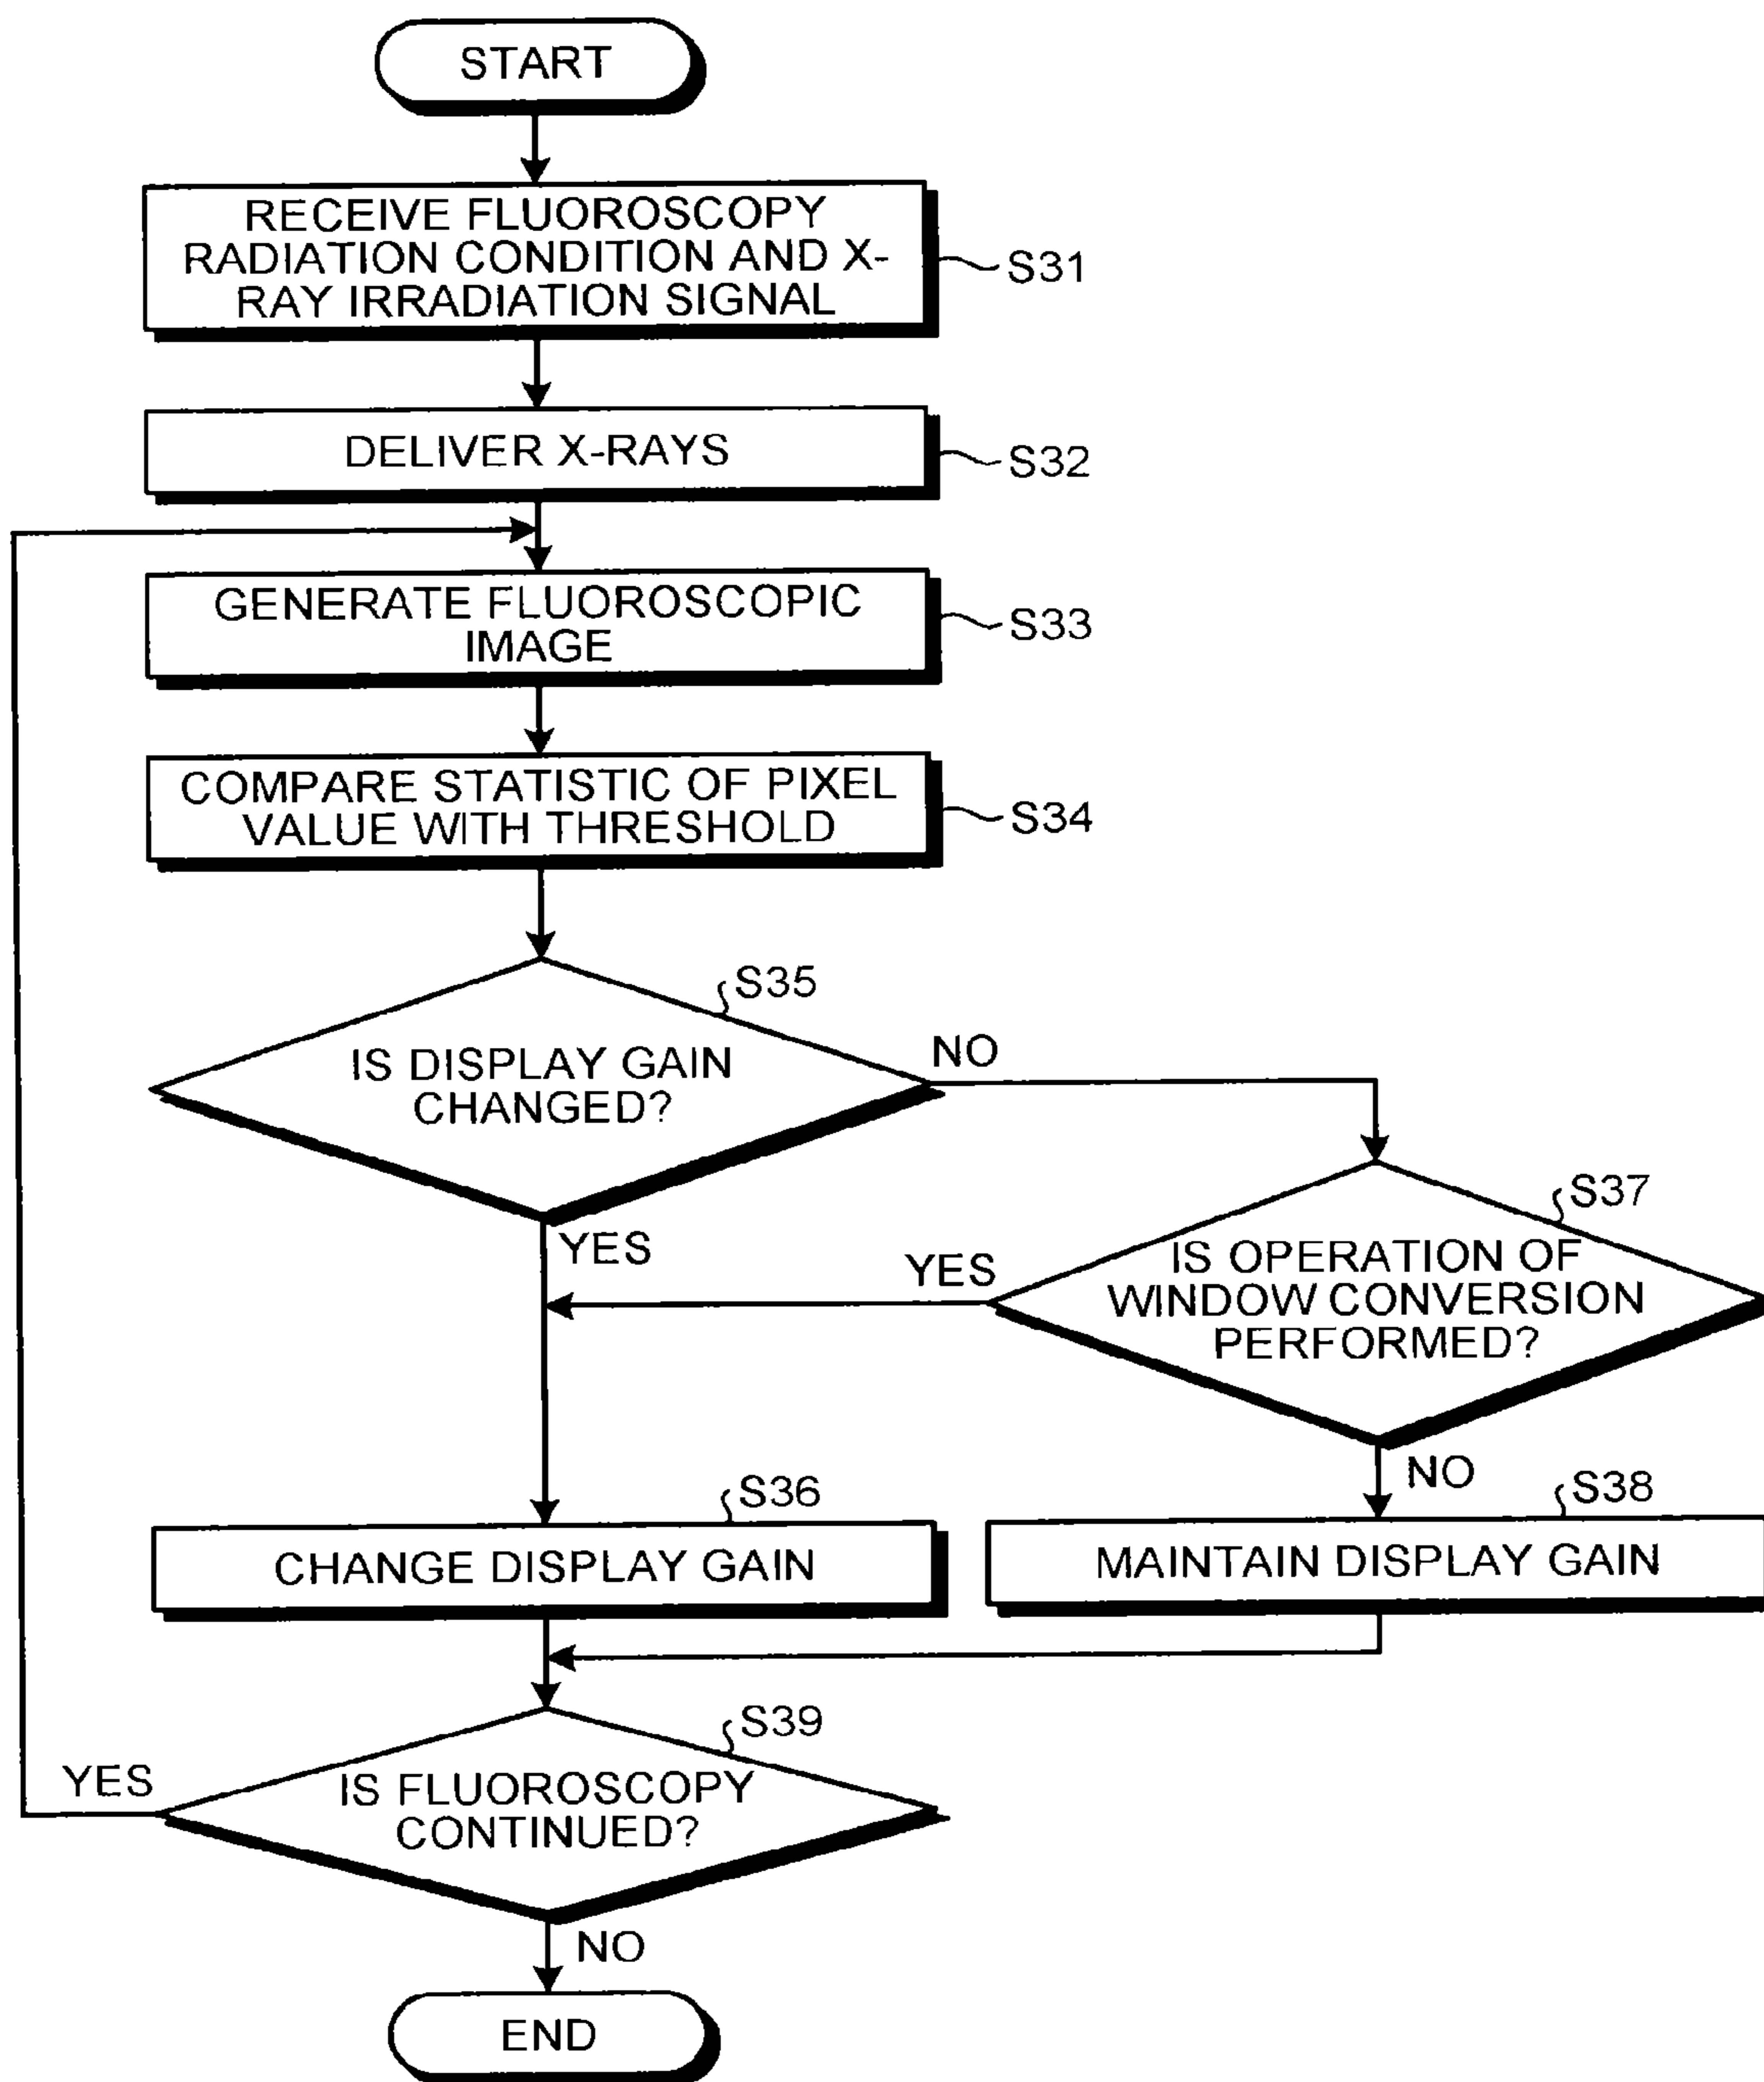 START
RECEIVE FLUOROSCOPY
RADIATION CONDITION AND X-
RAY IRRADIATION SIGNAL
S31
DELIVER X-RAYS
S32
GENERATE FLUOROSCOPIC
IMAGE
S33
COMPARE STATISTIC OF PIXEL
VALUE WITH THRESHOLD
S34
S35
IS DISPLAY GAIN
CHANGED?
NO
YES
S37
IS OPERATION OF
WINDOW CONVERSION
PERFORMED?
YES
NO
S36
CHANGE DISPLAY GAIN
S38
MAINTAIN DISPLAY GAIN
S39
IS FLUOROSCOPY
CONTINUED?
YES
NO
END